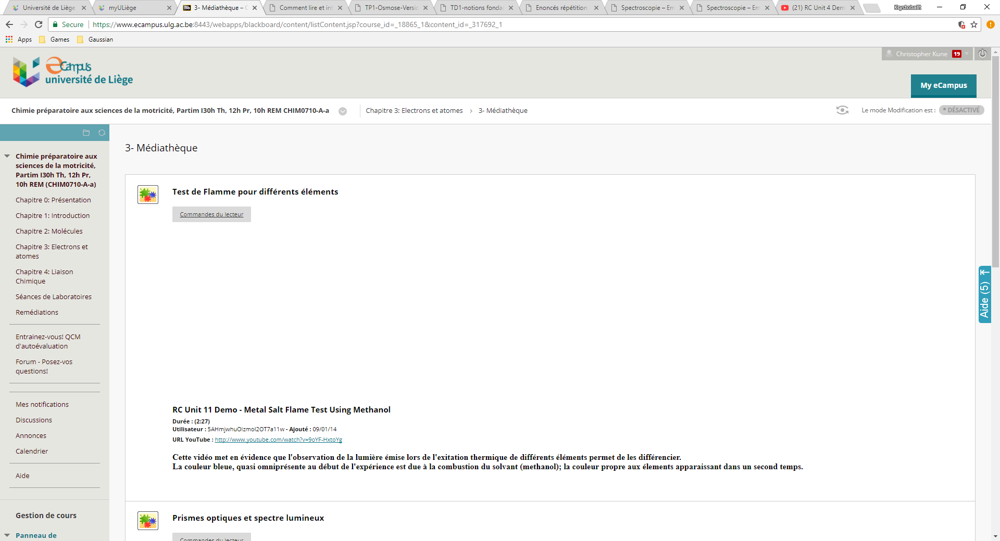 Université de Liège
myULiège
3- Médiathèque –
Comment lire et int
TP1-Osmose-Versio
TD1-notions fonda
Enoncés répétition
Spectroscopie – Em
Spectroscopie – Em
(21) RC Unit 4 Dem
Krystoballt
Secure
https://www.ecampus.ulg.ac.be:8443/webapps/blackboard/content/listContent.jsp?course_id=_18865_1&content_id=_317692_1
Apps
Games
Gaussian
eCampus
université de Liège
Christopher Kune 19
My eCampus
Chimie préparatoire aux sciences de la motricité, Partim I30h Th, 12h Pr, 10h REM CHIM0710-A-a
Chapitre 3: Electrons et atomes > 3- Médiathèque
Le mode Modification est : • DÉSACTIVÉ
Chimie préparatoire aux
sciences de la motricité,
Partim I30h Th, 12h Pr,
10h REM (CHIM0710-A-a)
Chapitre 0: Présentation
Chapitre 1: Introduction
Chapitre 2: Molécules
Chapitre 3: Electrons et
atomes
Chapitre 4: Liaison
Chimique
Séances de Laboratoires
Remédiations
Entrainez-vous! QCM
d'autoévaluation
Forum - Posez-vos
questions!
Mes notifications
Discussions
Annonces
Calendrier
Aide
Gestion de cours
Panneau de
3- Médiathèque
Test de Flamme pour différents éléments
Commandes du lecteur
RC Unit 11 Demo - Metal Salt Flame Test Using Methanol
Durée : (2:27)
Utilisateur : 5AHmjwhuOIzmoI2OT7a11w - Ajouté : 09/01/14
URL YouTube : http://www.youtube.com/watch?v=9oYF-HxtoYg
Cette vidéo met en évidence que l'observation de la lumière émise lors de l'exitation thermique de différents éléments permet de les différencier.
La couleur bleue, quasi omniprésente au début de l'expérience est due à la combustion du solvant (methanol); la couleur propre aux élements apparaissant dans un second temps.
Prismes optiques et spectre lumineux
Commandes du lecteur
Aide (5)